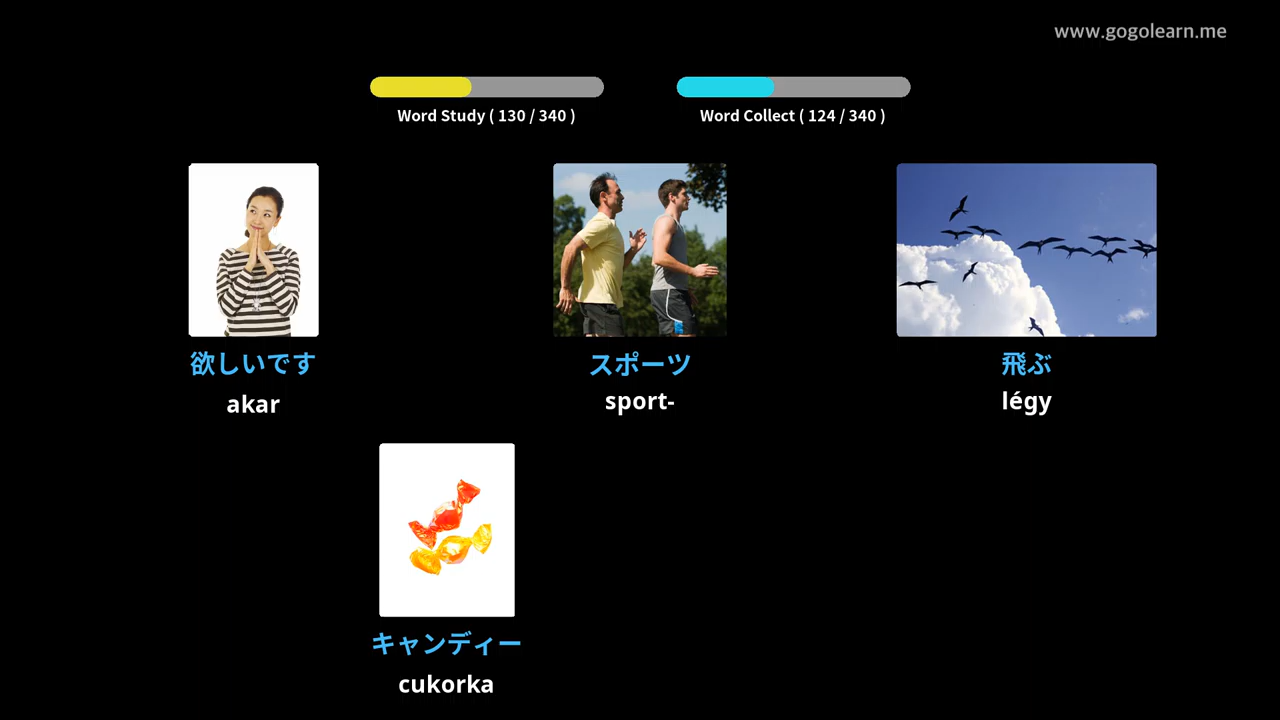 www.gogolearn.me
Word Study ( 130 / 340 )
Word Collect ( 124 / 340 )
欲しいです
akar
スポーツ
sport-
飛ぶ
légy
キャンディー
cukorka